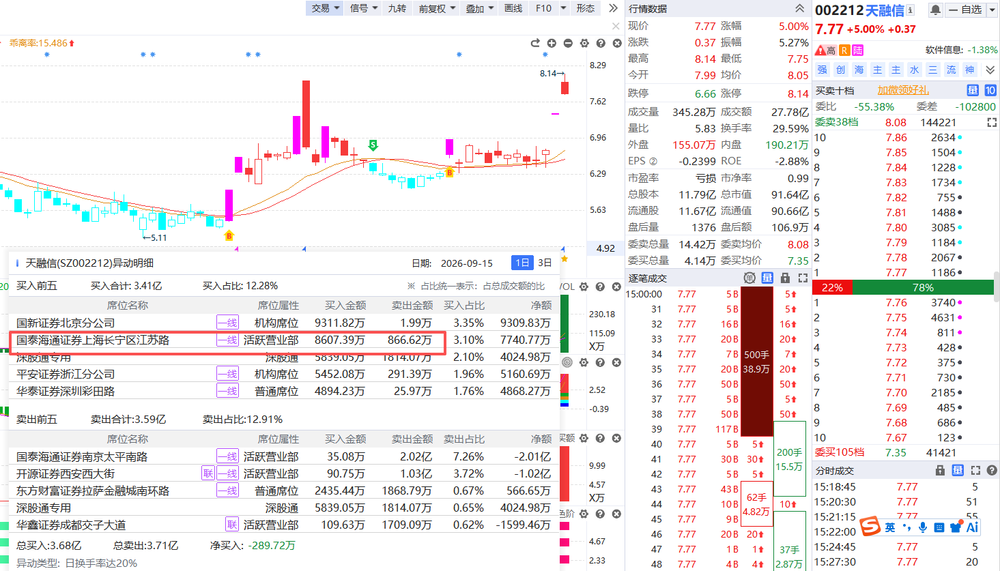 交易 信号 九转 前复权 叠加 画线 F10 形态
乖离率:15.486
8.14→
←5.11
S
B
B
8.29
7.62
6.96
6.29
5.63
4.92
天融信(SZ002212)异动明细 日期: 2026-09-15 1日 3日
买入前五 买入合计: 3.41亿 买入占比: 12.28% ※ 占比统一表示: 占总成交额的比
席位名称 席位属性 买入金额 卖出金额 买入占比 净额
国新证券北京分公司 一线 机构席位 9311.82万 1.99万 3.35% 9309.83万
国泰海通证券上海长宁区江苏路 一线 活跃营业部 8607.39万 866.62万 3.10% 7740.77万
深股通专用 深股通 5839.05万 1814.07万 2.10% 4024.98万
平安证券浙江分公司 一线 机构席位 5452.08万 291.39万 1.96% 5160.69万
华泰证券深圳彩田路 一线 普通席位 4894.23万 25.97万 1.76% 4868.27万
卖出前五 卖出合计:3.59亿 卖出占比:12.91%
席位名称 席位属性 买入金额 卖出金额 卖出占比 净额
国泰海通证券南京太平南路 一线 活跃营业部 35.08万 2.02亿 7.26% -2.01亿
开源证券西安西大街 联 一线 活跃营业部 90.75万 1.03亿 3.72% -1.02亿
东方财富证券拉萨金融城南环路 一线 普通席位 2435.44万 1868.79万 0.67% 566.65万
深股通专用 深股通 5839.05万 1814.07万 0.65% 4024.98万
华鑫证券成都交子大道 联 活跃营业部 109.63万 1709.09万 0.62% -1599.46万
总买入:3.68亿 总卖出:3.71亿 净买入: -289.72万
异动类型: 日换手率达20%
VOL
230.18
115.09
X万
2.52
-0.39
买额
9.99
4.57
X万
色阶
4.67
2.33
行情数据
现价 7.77 涨幅 5.00%
涨跌 0.37 振幅 5.27%
最高 8.14 最低 7.75
今开 7.99 均价 8.05
跌停 6.66 涨停 8.14
成交量 345.28万 成交额 27.78亿
量比 5.83 换手率 29.59%
外盘 155.07万 内盘 190.21万
EPS ② -0.2399 ROE -2.88%
市盈率 亏损 市净率 0.99
总股本 11.79亿 总市值 91.64亿
流通股 11.67亿 流通值 90.66亿
盘后量 1376 盘后额 106.9万
委卖总量 14.42万 委卖均价 8.08
委买总量 4.14万 委买均价 7.35
逐笔成交 弹 量
15:00:00 7.77 5B 5
31 7.77 5B 5
32 7.77 16B 16
33 7.77 20B 20
34 7.77 7B 7
35 7.77 20B 20
36 7.77 50B 50
37 7.77 5B 5
38 7.77 50B 50
39 7.77 117B
40 7.77 5B 5
41 7.77 30B 30
42 7.77 5B 5
43 7.77 43B
44 7.77 10B 10
45 7.77 9B
46 7.77 20B 20
47 7.77 1B 1
48 7.77 4B 4
500手
38.9万
200手
15.5万
62手
4.82万
37手
2.87万
002212天融信 自选
7.77 +5.00% +0.37
高 R 陆 软件信息: -1.38%
强 创 海 主 主 水 三 流 神
买卖十档 加微领好礼 量 10
委比 -55.38% 委差 -102800
委卖38档 8.08 144221
10 7.86 2634
9 7.85 1504
8 7.84 1228
7 7.83 1734
6 7.82 755
5 7.81 1488
4 7.80 3085
3 7.79 1184
2 7.78 2067
1 7.77 1186
22% 78%
1 7.76 3740
2 7.75 4631
3 7.74 811
4 7.73 428
5 7.72 375
6 7.71 730
7 7.70 2185
8 7.69 485
9 7.68 686
10 7.67 123
委买105档 7.35 41421
分时成交 量
15:18:45 7.77 5
15:20:30 7.77 51
15:21:15 7.77 55
15:22:00
15:24:45 7.77 5
15:27:30 7.77 20
S 英 Ai